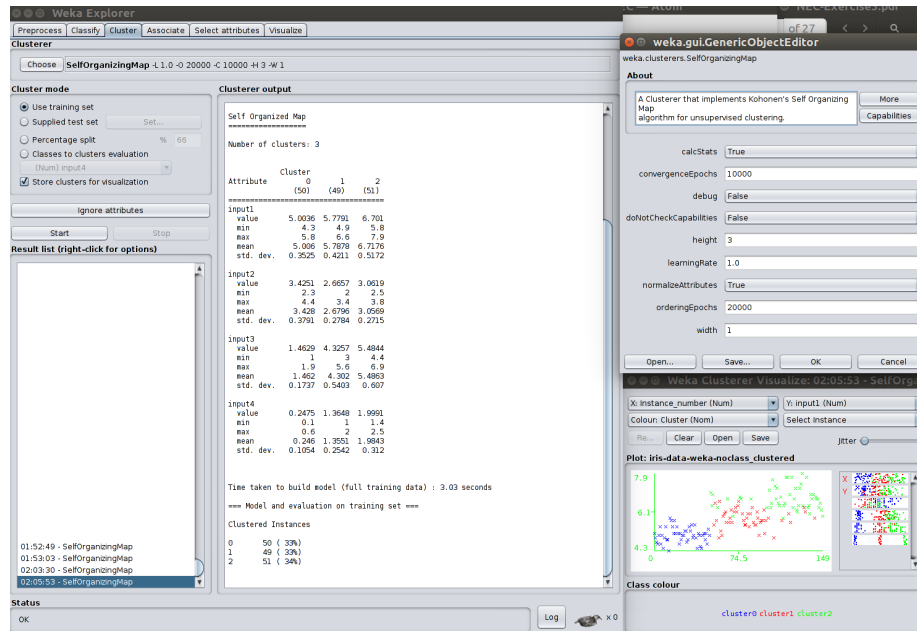 Weka Explorer
Preprocess Classify Cluster Associate Select attributes Visualize
Clusterer
Choose SelfOrganizingMap -L 1.0 -O 20000 -C 10000 -H 3 -W 1
Cluster mode
Use training set
Supplied test set Set...
Percentage split % 66
Classes to clusters evaluation
(Num) input4
Store clusters for visualization
Ignore attributes
Start Stop
Result list (right-click for options)
01:52:49 - SelfOrganizingMap
01:53:03 - SelfOrganizingMap
02:03:30 - SelfOrganizingMap
02:05:53 - SelfOrganizingMap
Clusterer output
Self Organized Map
==================
Number of clusters: 3
Cluster
Attribute 0 1 2
(50) (49) (51)
======================================
input1
value 5.0036 5.7791 6.701
min 4.3 4.9 5.8
max 5.8 6.6 7.9
mean 5.006 5.7878 6.7176
std. dev. 0.3525 0.4211 0.5172
input2
value 3.4251 2.6657 3.0619
min 2.3 2 2.5
max 4.4 3.4 3.8
mean 3.428 2.6796 3.0569
std. dev. 0.3791 0.2784 0.2715
input3
value 1.4629 4.3257 5.4844
min 1 3 4.4
max 1.9 5.6 6.9
mean 1.462 4.302 5.4863
std. dev. 0.1737 0.5403 0.607
input4
value 0.2475 1.3648 1.9991
min 0.1 1 1.4
max 0.6 2 2.5
mean 0.246 1.3551 1.9843
std. dev. 0.1054 0.2542 0.312
Time taken to build model (full training data) : 3.03 seconds
=== Model and evaluation on training set ===
Clustered Instances
0 50 ( 33%)
1 49 ( 33%)
2 51 ( 34%)
Status
OK
Log x 0
C — Atom
NEC-Exercise3.pdf
of 27
weka.gui.GenericObjectEditor
weka.clusterers.SelfOrganizingMap
About
A Clusterer that implements Kohonen's Self Organizing
Map
algorithm for unsupervised clustering.
More
Capabilities
calcStats True
convergenceEpochs 10000
debug False
doNotCheckCapabilities False
height 3
learningRate 1.0
normalizeAttributes True
orderingEpochs 20000
width 1
Open... Save... OK Cancel
Weka Clusterer Visualize: 02:05:53 - SelfOrg
X: Instance_number (Num) Y: input1 (Num)
Colour: Cluster (Nom) Select Instance
Re... Clear Open Save Jitter
Plot: iris-data-weka-noclass_clustered
7.9
6.1
4.3
0 74.5 149
X
Y
Class colour
cluster0 cluster1 cluster2